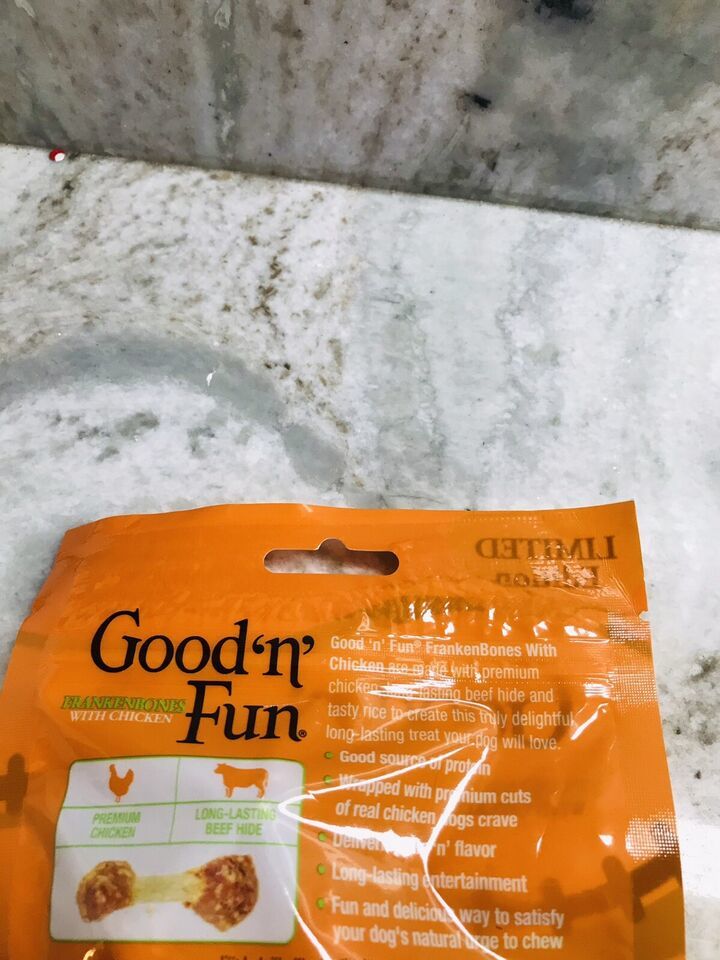 LIMITED
Edition
Good 'n'
Fun®
FRANKENBONES
WITH CHICKEN
PREMIUM
CHICKEN
LONG-LASTING
BEEF HIDE
Good 'n' Fun® FrankenBones With
Chicken are made with premium
chicken, lasting beef hide and
tasty rice to create this truly delightful,
long-lasting treat your dog will love.
Good source of protein
Wrapped with premium cuts
of real chicken dogs crave
'n' flavor
Long-lasting entertainment
Fun and delicious way to satisfy
your dog's natural urge to chew